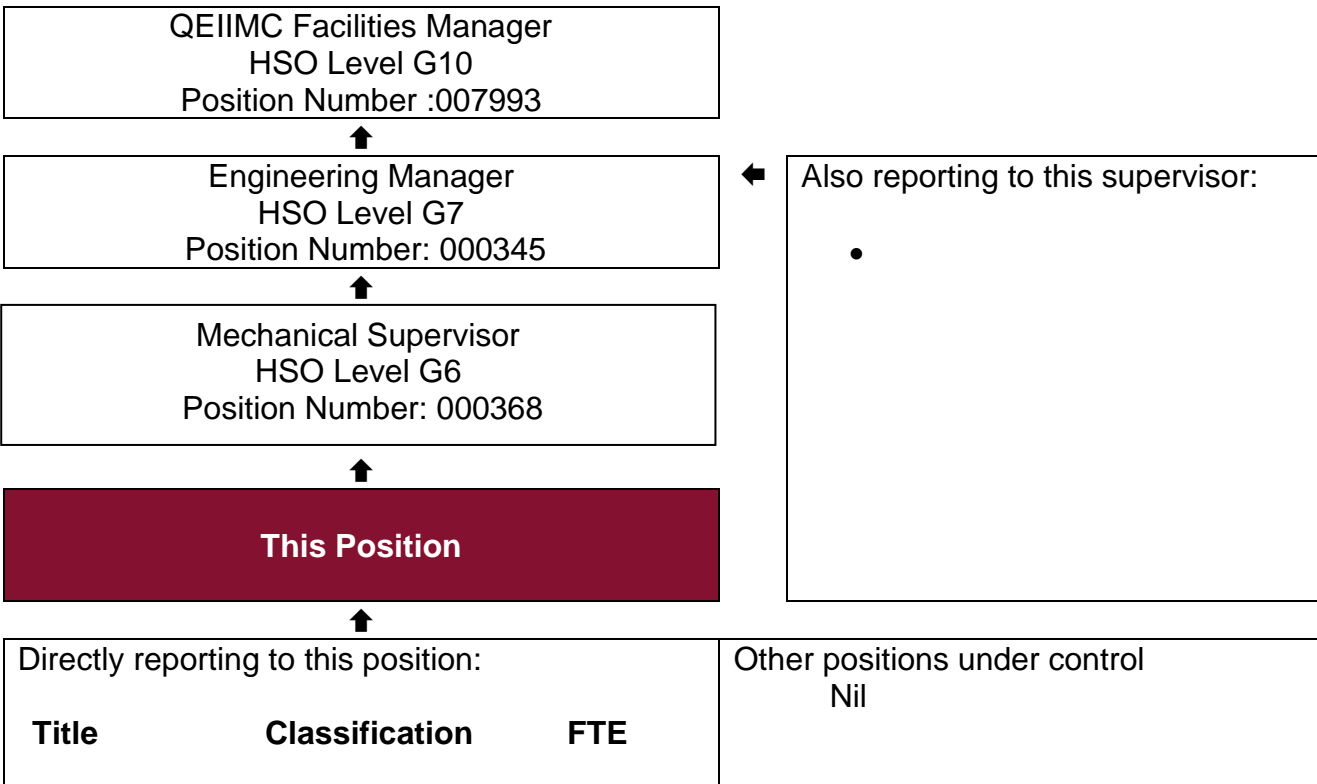 QEIIMC Facilities Manager
HSO Level G10
Position Number :007993
Engineering Manager
HSO Level G7
Position Number: 000345
Also reporting to this supervisor:
•
Mechanical Supervisor
HSO Level G6
Position Number: 000368
This Position
Directly reporting to this position:
Title Classification FTE
Other positions under control
Nil